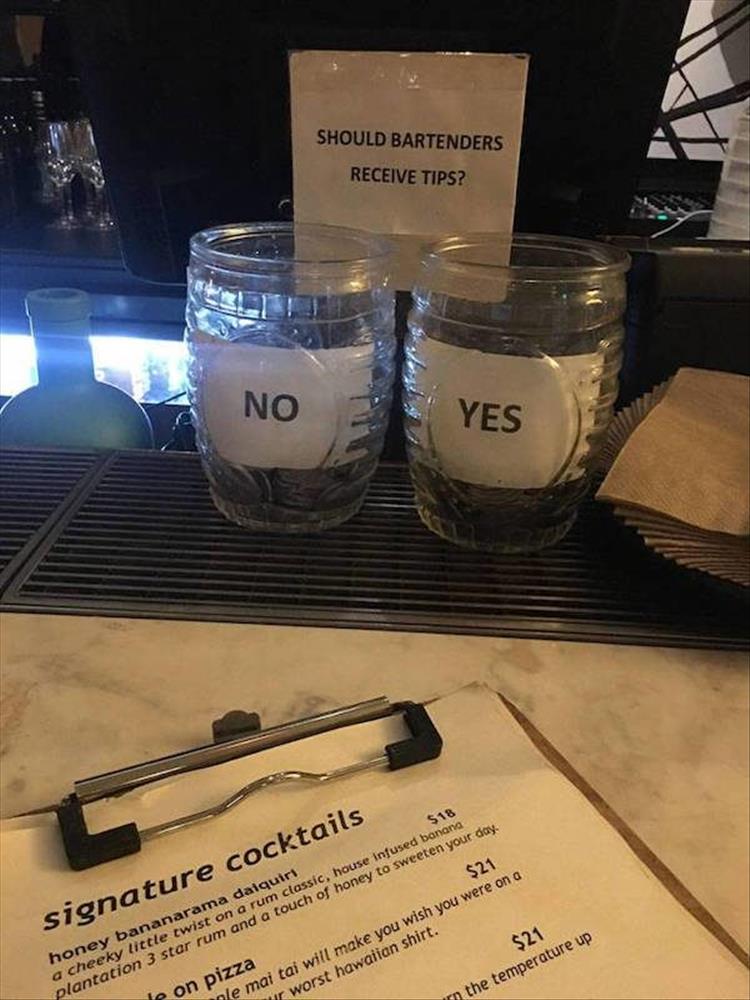 SHOULD BARTENDERS
RECEIVE TIPS?
NO
YES
signature cocktails
honey bananarama daiquiri $18
a cheeky little twist on a rum classic, house infused banana
plantation 3 star rum and a touch of honey to sweeten your day.
on pizza $21
mai tai will make you wish you were on a
worst hawaiian shirt.
$21
the temperature up